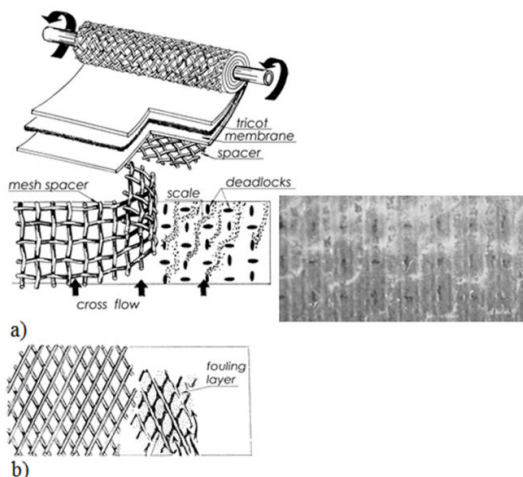 tricot
membrane
spacer
mesh spacer
scale
deadlocks
cross flow
a)
fouling
layer
b)